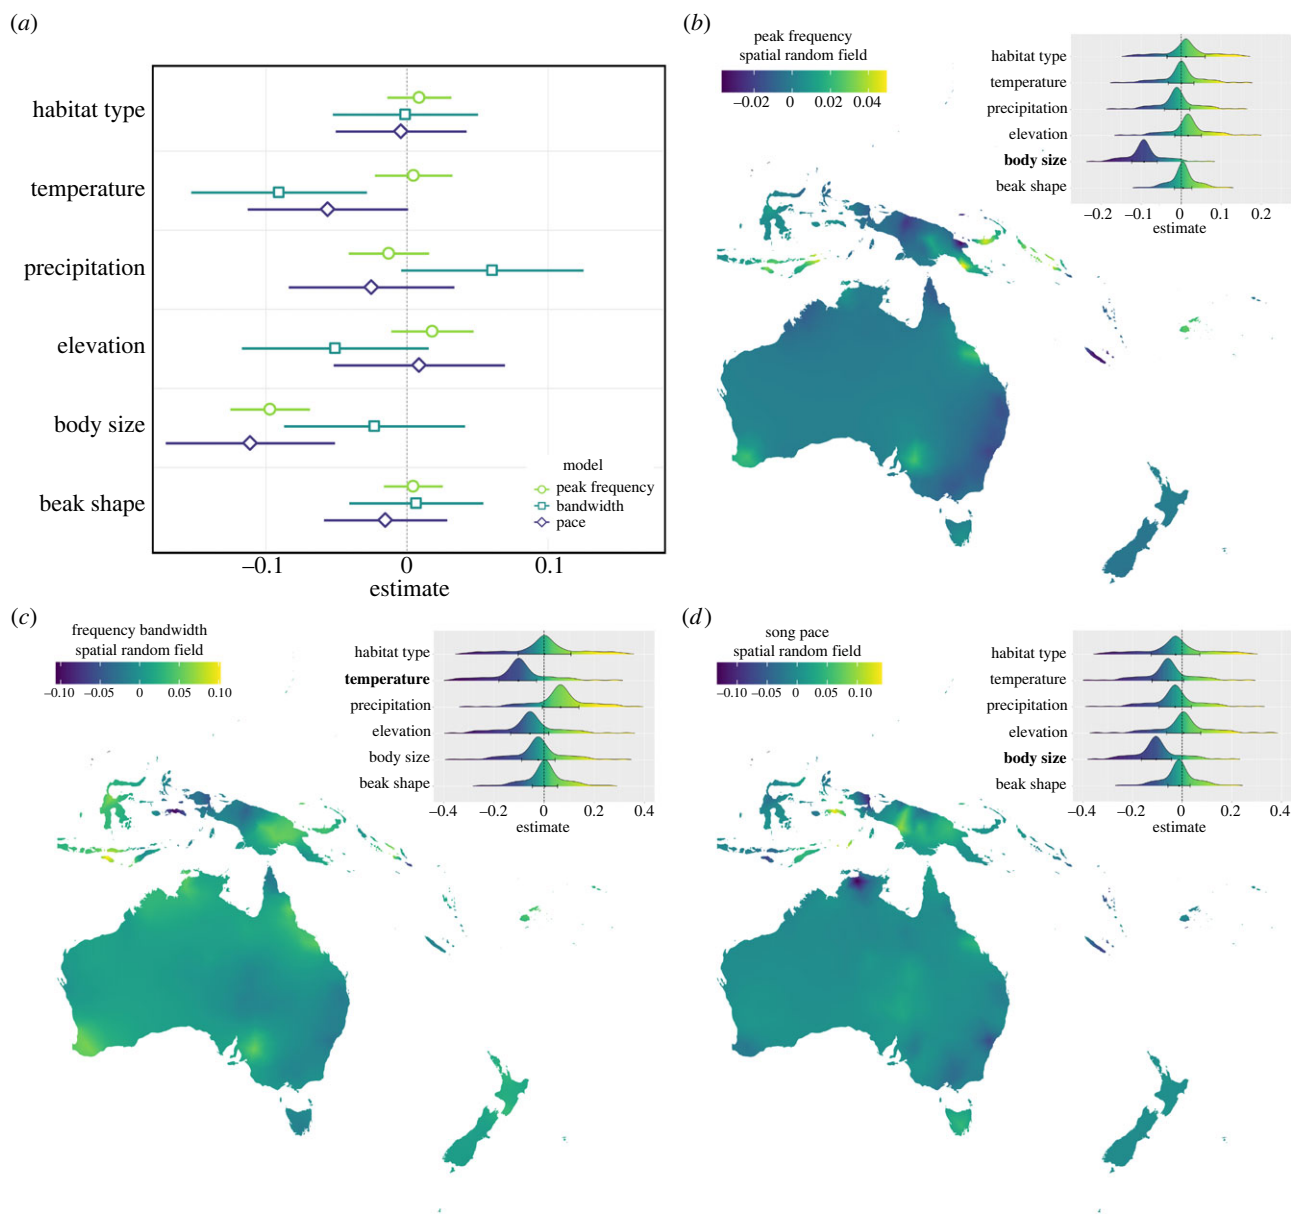 (a)
habitat type
temperature
precipitation
elevation
body size
beak shape
model
peak frequency
bandwidth
pace
–0.1 0 0.1
estimate
(b)
peak frequency
spatial random field
–0.02 0 0.02 0.04
habitat type
temperature
precipitation
elevation
body size
beak shape
–0.2 –0.1 0 0.1 0.2
estimate
(c)
frequency bandwidth
spatial random field
–0.10 –0.05 0 0.05 0.10
habitat type
temperature
precipitation
elevation
body size
beak shape
–0.4 –0.2 0 0.2 0.4
estimate
(d)
song pace
spatial random field
–0.10 –0.05 0 0.05 0.10
habitat type
temperature
precipitation
elevation
body size
beak shape
–0.4 –0.2 0 0.2 0.4
estimate